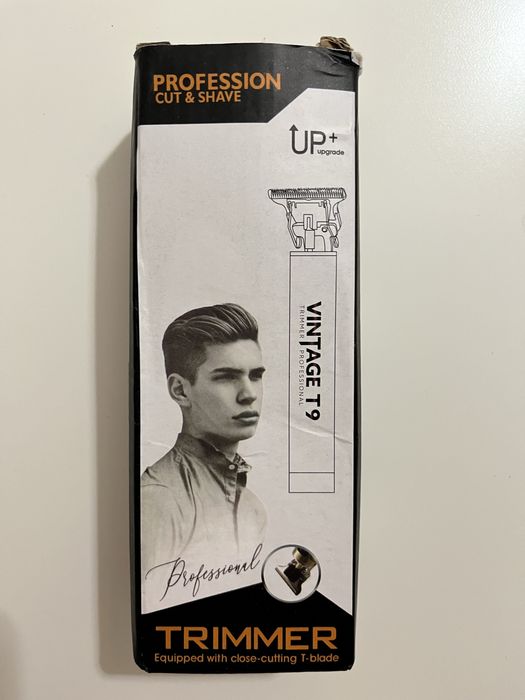 PROFESSION
CUT & SHAVE
UP+
upgrade
VINTAGE T9
TRIMMER PROFESSIONAL
Professional
TRIMMER
Equipped with close-cutting T-blade